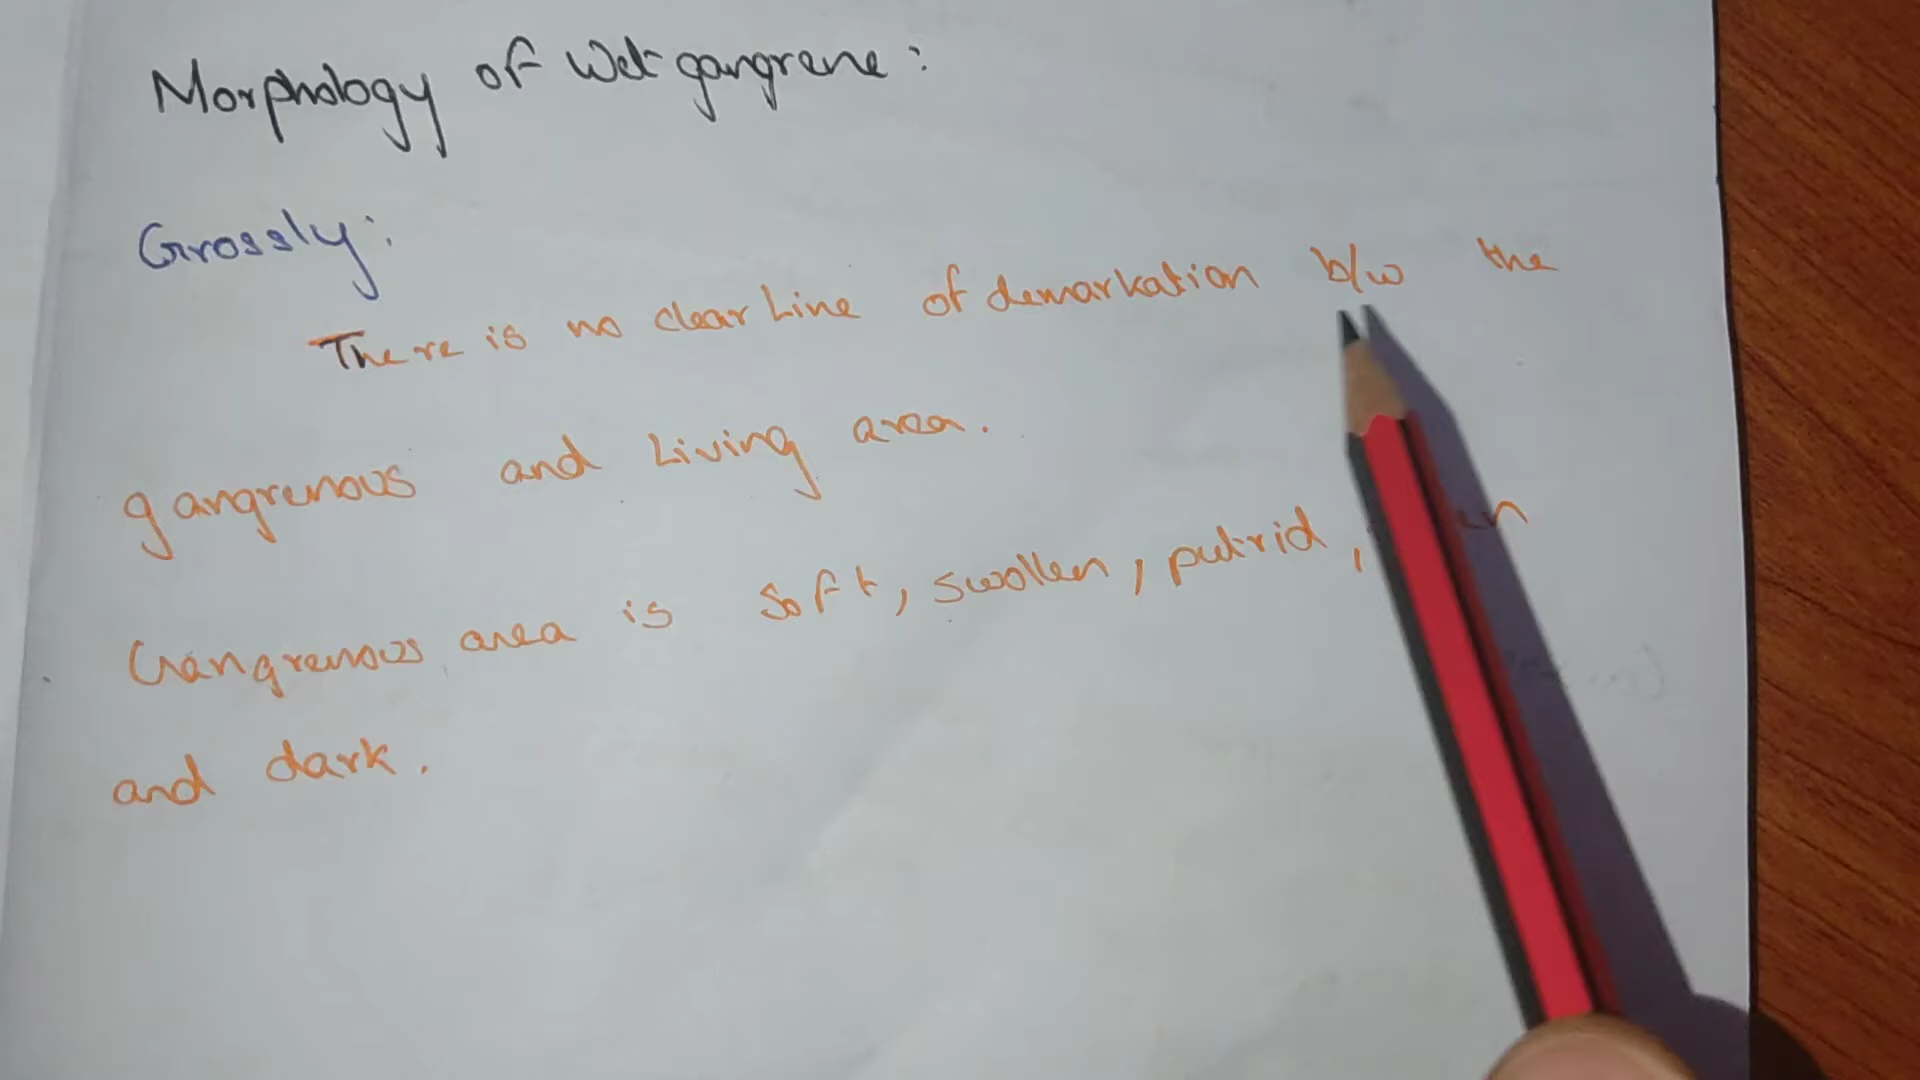 Morphology of Wet gangrene:
Grossly:
There is no clear Line of demarkation b/w the
gangrenous and Living area.
Gangrenous area is soft, swollen, putrid,
and dark.